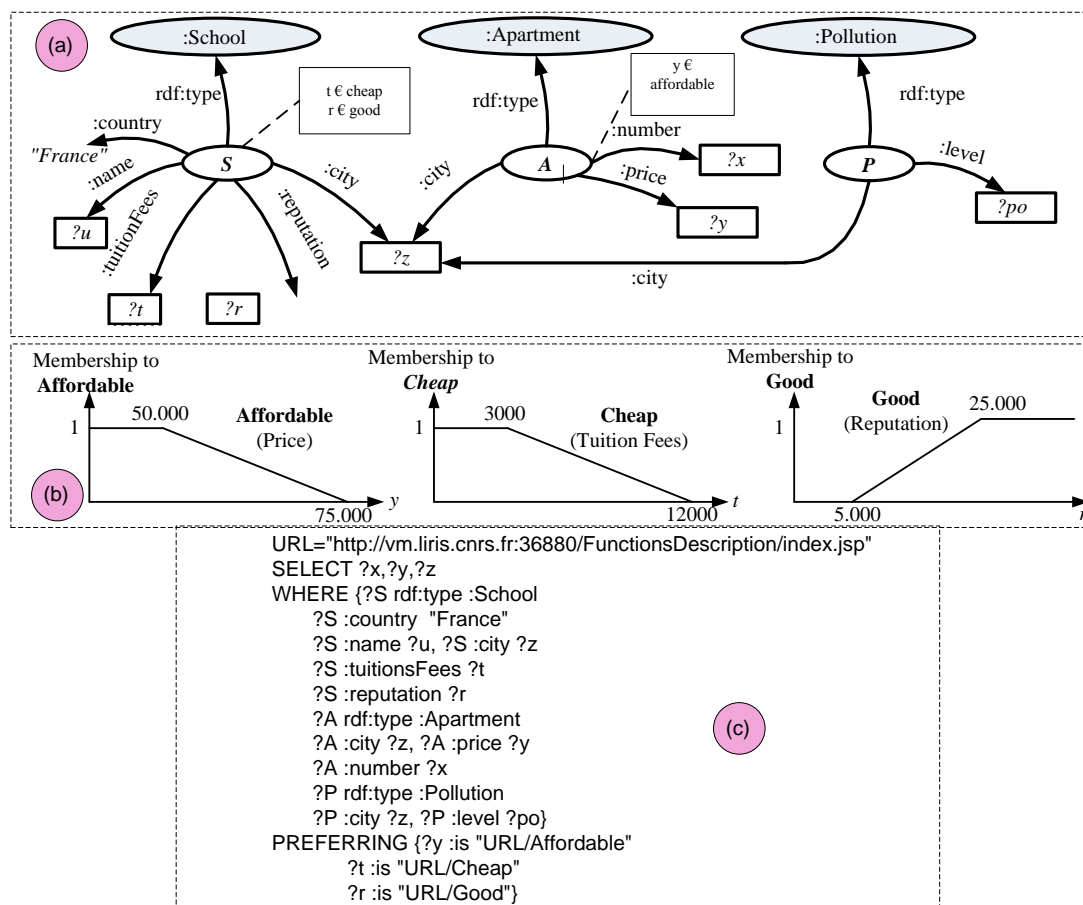 (a)
:School
:Apartment
:Pollution
t € cheap
r € good
y €
affordable
rdf:type
rdf:type
rdf:type
:country
"France"
:name
:tuitionFees
:reputation
:city
:city
:number
:price
:level
:city
S
A
P
?u
?t
?r
?z
?x
?y
?po
(b)
Membership to
Affordable
50.000
1
Affordable
(Price)
75.000
y
Membership to
Cheap
3000
1
Cheap
(Tuition Fees)
12000
t
Membership to
Good
25.000
1
Good
(Reputation)
5.000
r
(c)
URL="http://vm.liris.cnrs.fr:36880/FunctionsDescription/index.jsp"
SELECT ?x,?y,?z
WHERE {?S rdf:type :School
?S :country "France"
?S :name ?u, ?S :city ?z
?S :tuitionsFees ?t
?S :reputation ?r
?A rdf:type :Apartment
?A :city ?z, ?A :price ?y
?A :number ?x
?P rdf:type :Pollution
?P :city ?z, ?P :level ?po}
PREFERRING {?y :is "URL/Affordable"
?t :is "URL/Cheap"
?r :is "URL/Good"}